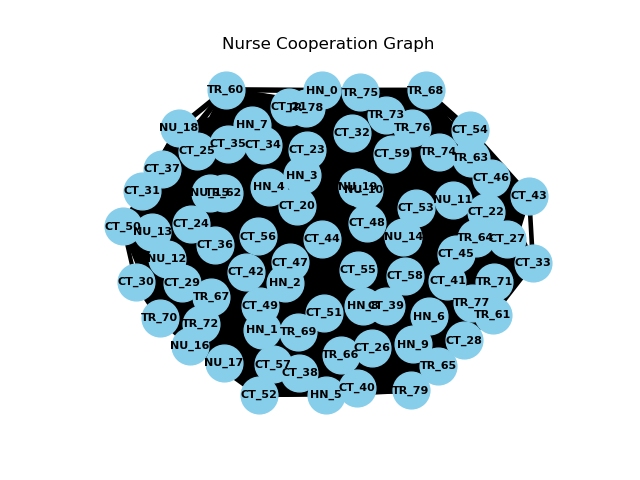 Nurse Cooperation Graph
TR_60
HN_0
TR_75
TR_68
CT_21
TR_78
TR_73
NU_18
HN_7
CT_32
TR_76
CT_54
CT_25
CT_35
CT_34
CT_23
CT_59
TR_74
TR_63
CT_37
HN_3
CT_46
CT_31
TR_62
HN_4
NU_19
CT_43
CT_20
CT_53
NU_11
CT_22
CT_50
NU_13
CT_24
CT_36
CT_56
CT_44
CT_48
NU_14
TR_64
CT_27
NU_12
CT_42
CT_47
CT_45
CT_33
CT_30
CT_29
HN_2
CT_55
CT_58
CT_41
TR_71
TR_67
CT_49
CT_51
HN_8
CT_39
TR_77
TR_61
TR_70
TR_72
HN_1
TR_69
HN_6
NU_16
TR_66
CT_26
HN_9
CT_28
NU_17
CT_57
CT_38
TR_65
CT_52
HN_5
CT_40
TR_79